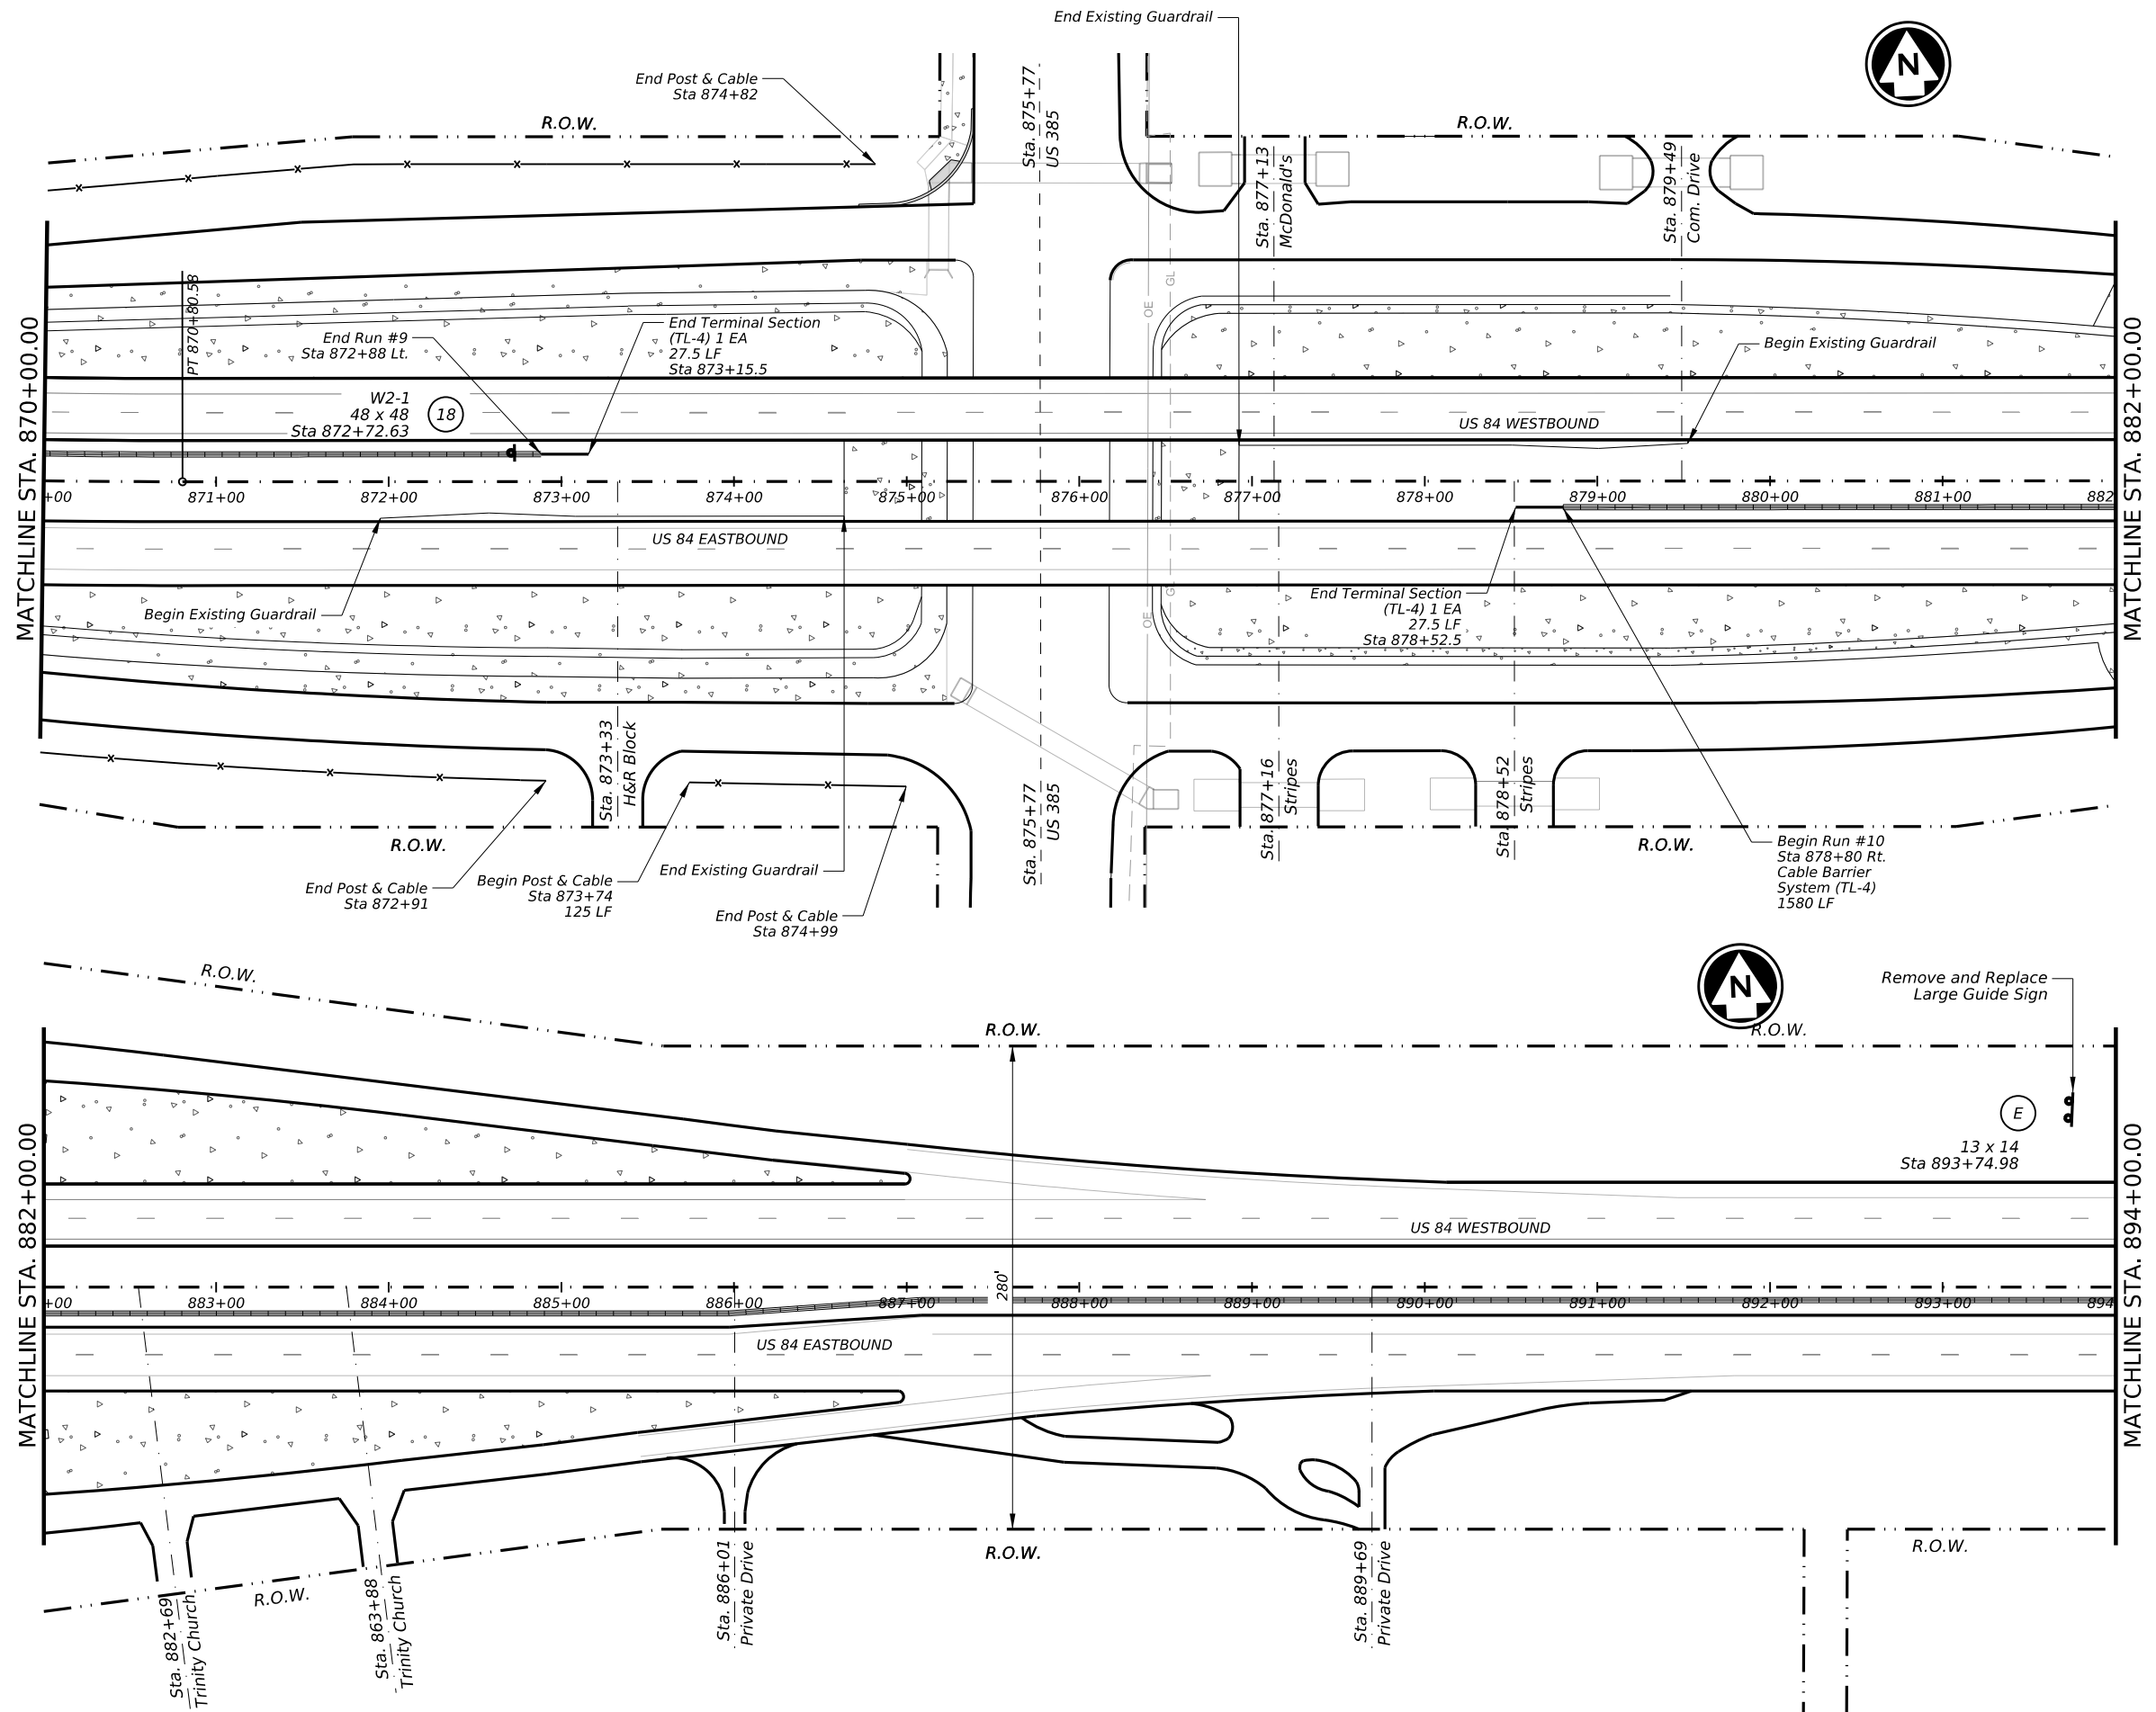 End Existing Guardrail
N
End Post & Cable
Sta 874+82
R.O.W.
Sta. 875+77
US 385
R.O.W.
Sta. 877+13
McDonald's
Sta. 879+49
Com. Drive
MATCHLINE STA. 870+00.00
PT 870+80.58
End Run #9
Sta 872+88 Lt.
End Terminal Section
(TL-4) 1 EA
27.5 LF
Sta 873+15.5
OE
GL
Begin Existing Guardrail
MATCHLINE STA. 882+00.00
W2-1
48 x 48
Sta 872+72.63
18
US 84 WESTBOUND
+00
871+00
872+00
873+00
874+00
875+00
876+00
877+00
878+00
879+00
880+00
881+00
882
US 84 EASTBOUND
Begin Existing Guardrail
OE
End Terminal Section
(TL-4) 1 EA
27.5 LF
Sta 878+52.5
Sta. 873+33
H&R Block
Sta. 875+77
US 385
Sta. 877+16
Stripes
Sta. 878+52
Stripes
R.O.W.
R.O.W.
End Post & Cable
Sta 872+91
Begin Post & Cable
Sta 873+74
125 LF
End Existing Guardrail
End Post & Cable
Sta 874+99
Begin Run #10
Sta 878+80 Rt.
Cable Barrier
System (TL-4)
1580 LF
R.O.W.
R.O.W.
N
R.O.W.
Remove and Replace
Large Guide Sign
E
13 x 14
Sta 893+74.98
MATCHLINE STA. 882+00.00
MATCHLINE STA. 894+00.00
US 84 WESTBOUND
280'
+00
883+00
884+00
885+00
886+00
887+00
888+00
889+00
890+00
891+00
892+00
893+00
894
US 84 EASTBOUND
R.O.W.
R.O.W.
R.O.W.
Sta. 882+69
Trinity Church
Sta. 863+88
Trinity Church
Sta. 886+01
Private Drive
Sta. 889+69
Private Drive